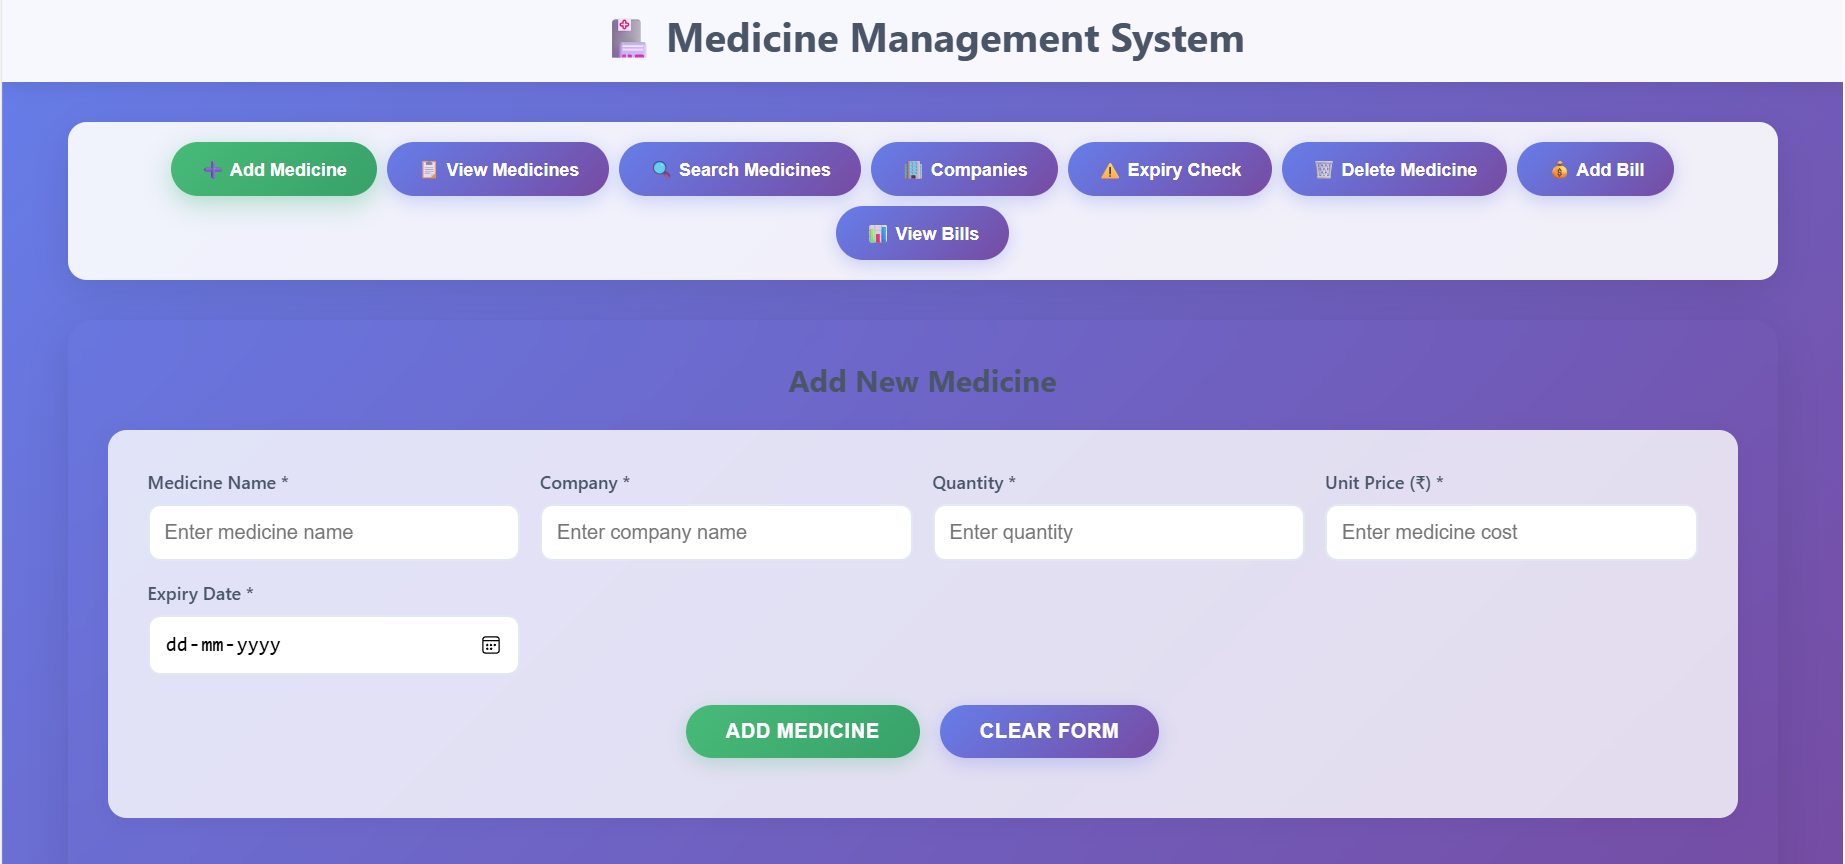 Medicine Management System
Add Medicine
View Medicines
Search Medicines
Companies
Expiry Check
Delete Medicine
Add Bill
View Bills
Add New Medicine
Medicine Name *
Company *
Quantity *
Unit Price (₹) *
Enter medicine name
Enter company name
Enter quantity
Enter medicine cost
Expiry Date *
dd-mm-yyyy
ADD MEDICINE
CLEAR FORM